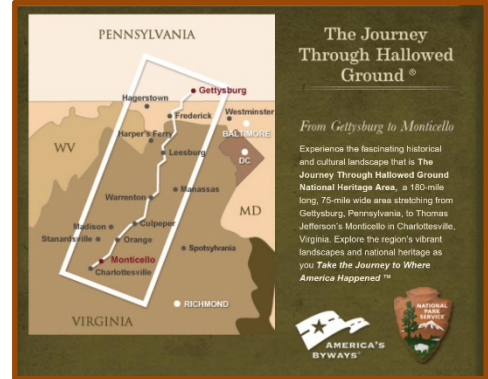 PENNSYLVANIA
Gettysburg
Hagerstown
Frederick
Westminster
BALTIMORE
Harper's Ferry
WV
Leesburg
DC
Manassas
Warrenton
MD
Culpeper
Madison
Stanardsville
Orange
Spotsylvania
Monticello
Charlottesville
RICHMOND
VIRGINIA
The Journey
Through Hallowed
Ground ®
From Gettysburg to Monticello
Experience the fascinating historical
and cultural landscape that is The
Journey Through Hallowed Ground
National Heritage Area, a 180-mile
long, 75-mile wide area stretching from
Gettysburg, Pennsylvania, to Thomas
Jefferson's Monticello in Charlottesville,
Virginia. Explore the region's vibrant
landscapes and national heritage as
you Take the Journey to Where
America Happened ™
AMERICA'S
BYWAYS
NATIONAL
PARK
SERVICE